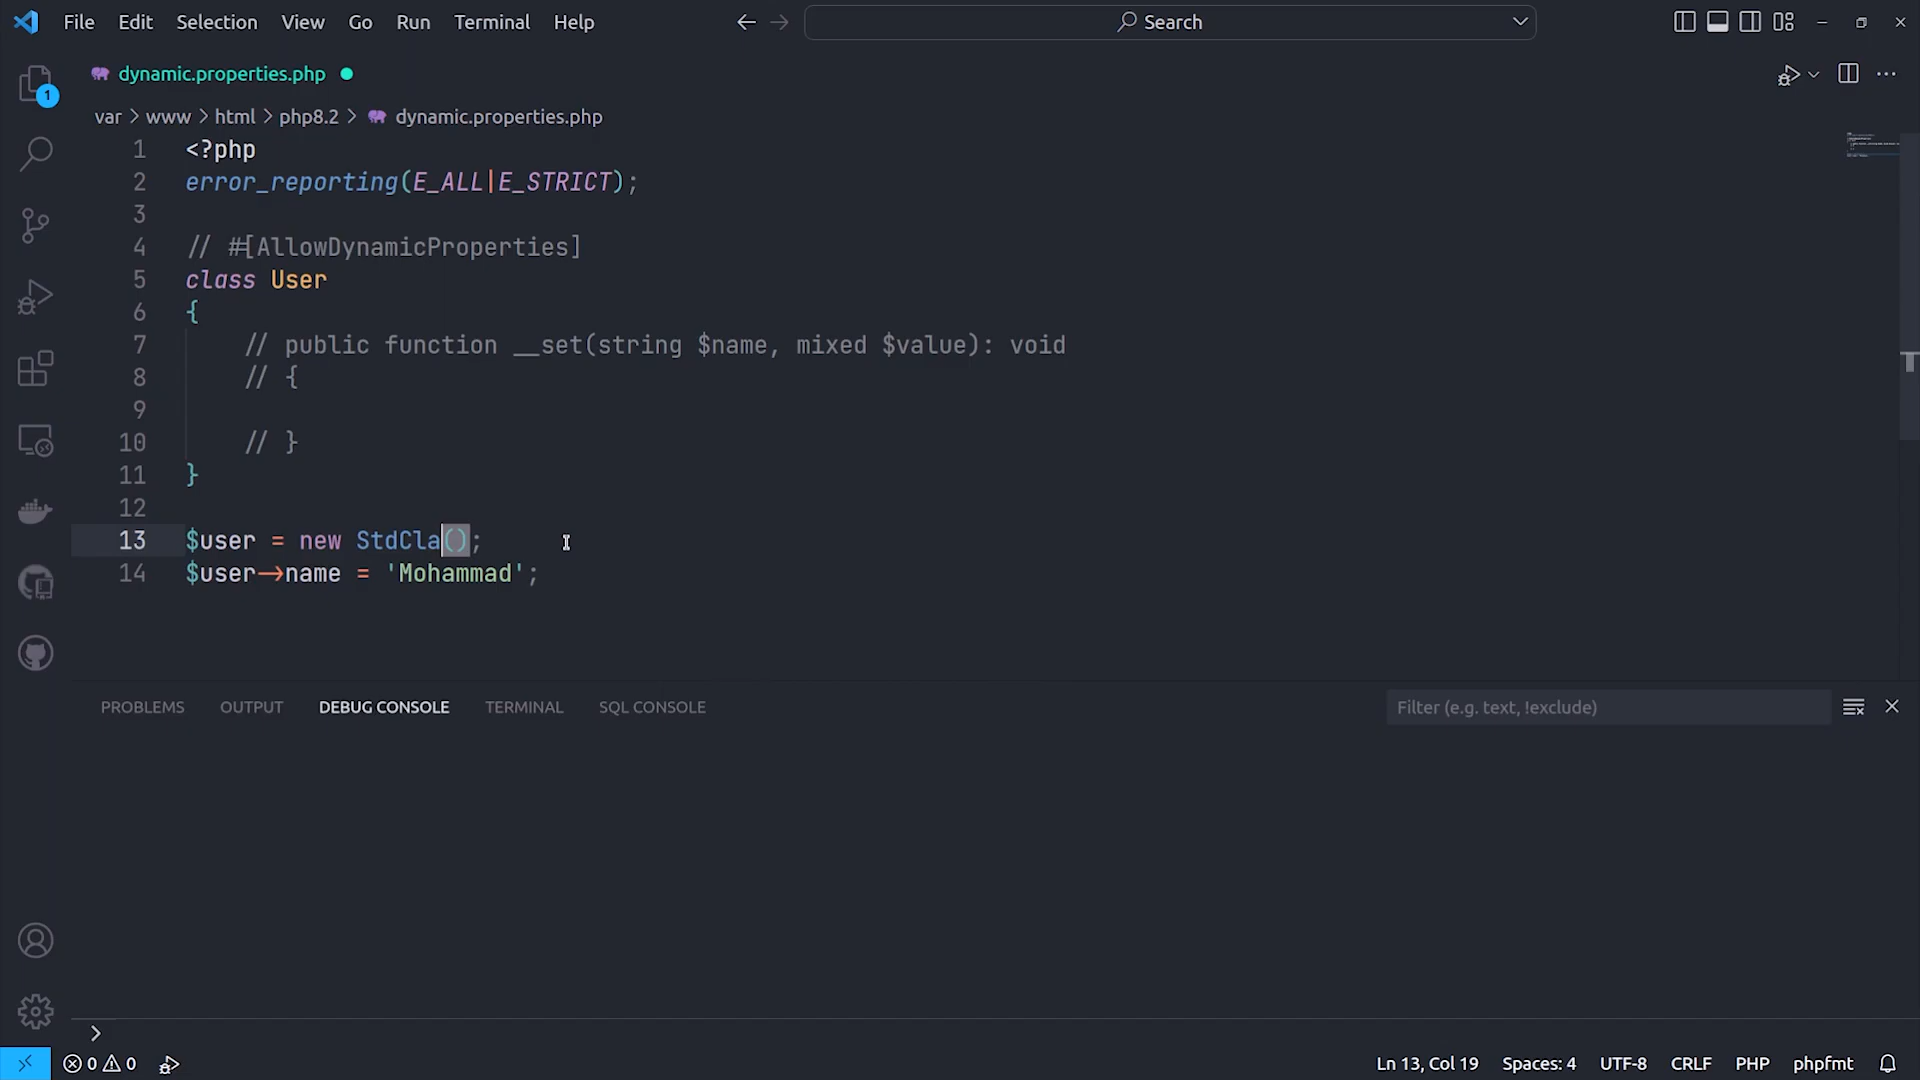 File Edit Selection View Go Run Terminal Help
Search
dynamic.properties.php
1
var > www > html > php8.2 > dynamic.properties.php
1 <?php
2 error_reporting(E_ALL|E_STRICT);
3
4 // #[AllowDynamicProperties]
5 class User
6 {
7 // public function __set(string $name, mixed $value): void
8 // {
9
10 // }
11 }
12
13 $user = new StdCla();
14 $user->name = 'Mohammad';
PROBLEMS OUTPUT DEBUG CONSOLE TERMINAL SQL CONSOLE
Filter (e.g. text, !exclude)
>
0 0 Ln 13, Col 19 Spaces: 4 UTF-8 CRLF PHP phpfmt